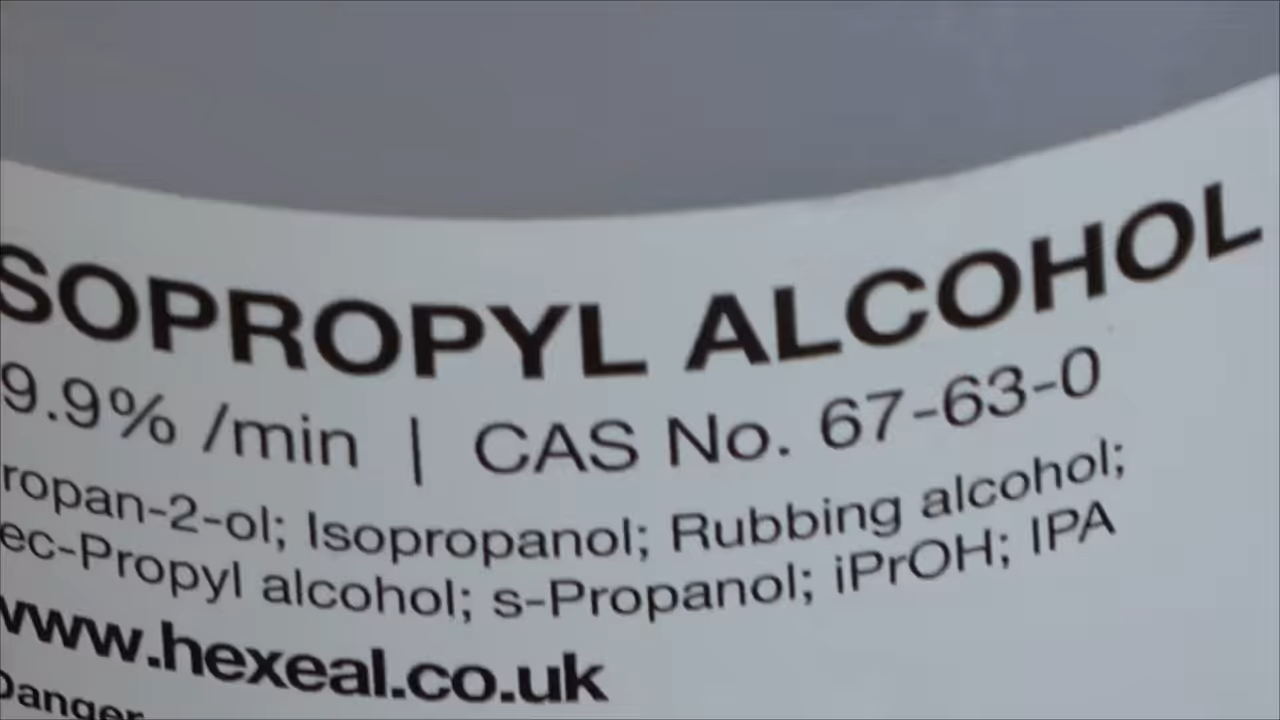 SOPROPYL ALCOHOL
9.9% /min | CAS No. 67-63-0
ropan-2-ol; Isopropanol; Rubbing alcohol;
ec-Propyl alcohol; s-Propanol; iPrOH; IPA
www.hexeal.co.uk
Danger